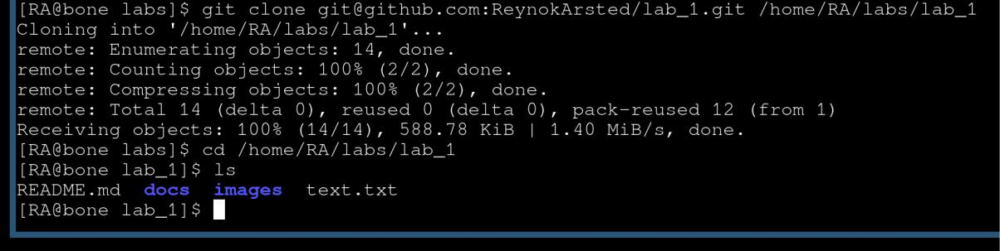 [RA@bone labs]$ git clone git@github.com:ReynokArsted/lab_1.git /home/RA/labs/lab_1
Cloning into '/home/RA/labs/lab_1'...
remote: Enumerating objects: 14, done.
remote: Counting objects: 100% (2/2), done.
remote: Compressing objects: 100% (2/2), done.
remote: Total 14 (delta 0), reused 0 (delta 0), pack-reused 12 (from 1)
Receiving objects: 100% (14/14), 588.78 KiB | 1.40 MiB/s, done.
[RA@bone labs]$ cd /home/RA/labs/lab_1
[RA@bone lab_1]$ ls
README.md  docs  images  text.txt
[RA@bone lab_1]$